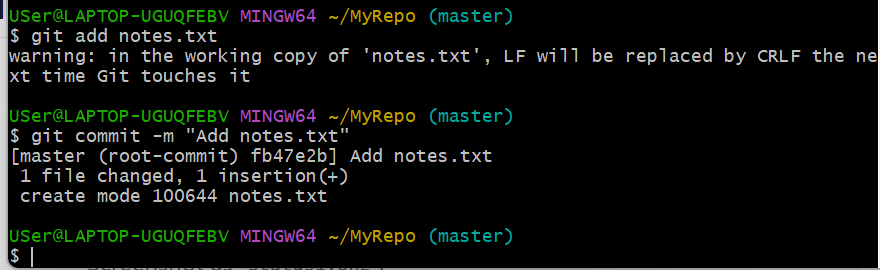 USer@LAPTOP-UGUQFEBV MINGW64 ~/MyRepo (master)
$ git add notes.txt
warning: in the working copy of 'notes.txt', LF will be replaced by CRLF the ne
xt time Git touches it
USer@LAPTOP-UGUQFEBV MINGW64 ~/MyRepo (master)
$ git commit -m "Add notes.txt"
[master (root-commit) fb47e2b] Add notes.txt
 1 file changed, 1 insertion(+)
 create mode 100644 notes.txt
USer@LAPTOP-UGUQFEBV MINGW64 ~/MyRepo (master)
$